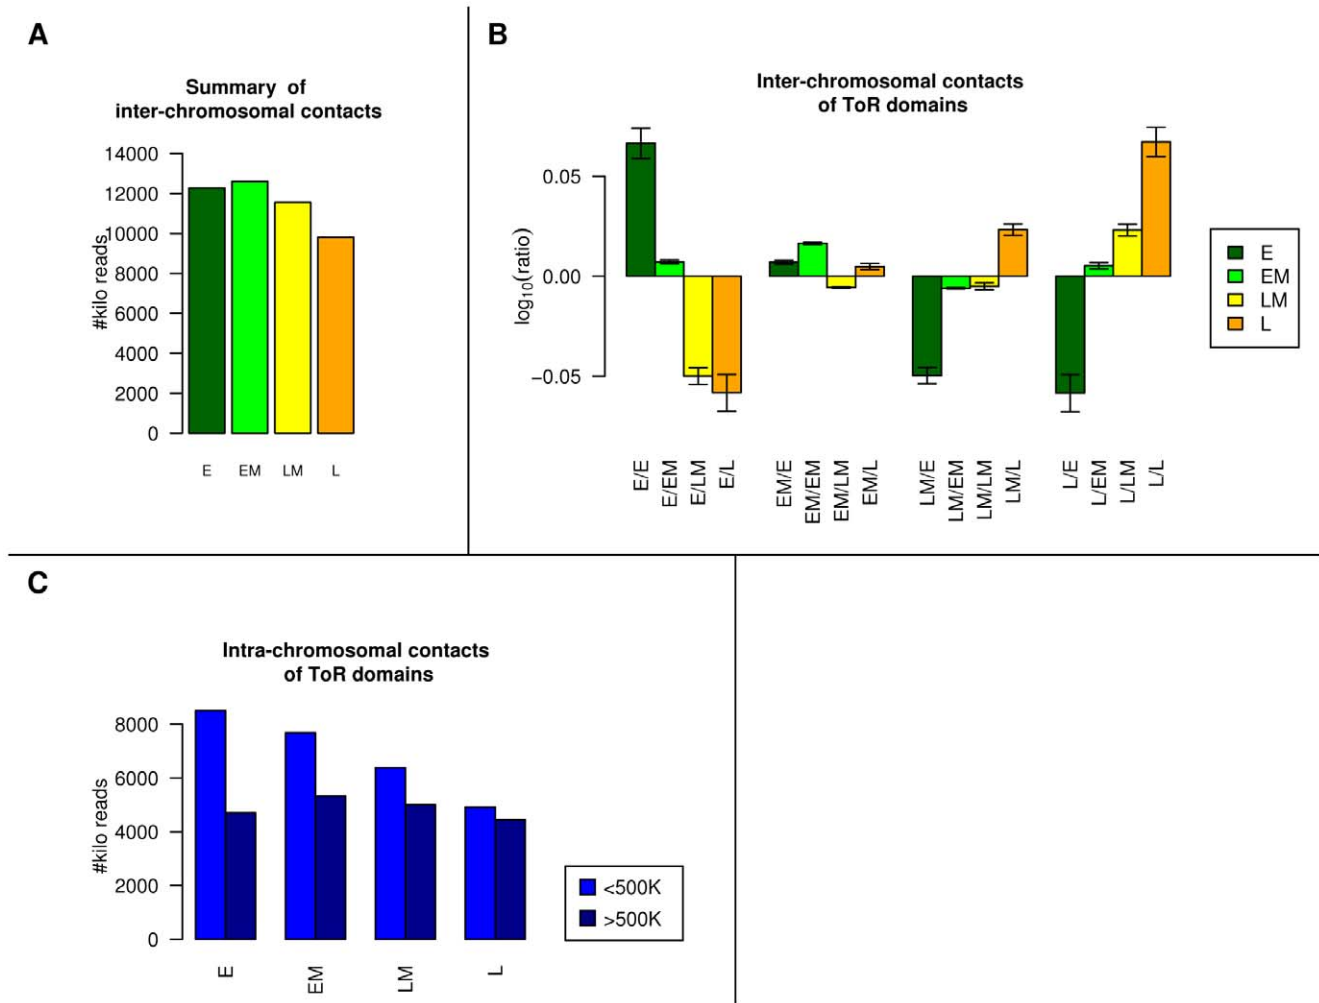 A
Summary of
inter-chromosomal contacts
#kilo reads
14000
12000
10000
8000
6000
4000
2000
0
E EM LM L
B
Inter-chromosomal contacts
of ToR domains
log10(ratio)
0.05
0.00
−0.05
E/E E/EM E/LM E/L EM/E EM/EM EM/LM EM/L LM/E LM/EM LM/LM LM/L L/E L/EM L/LM L/L
E
EM
LM
L
C
Intra-chromosomal contacts
of ToR domains
#kilo reads
8000
6000
4000
2000
0
E EM LM L
<500K
>500K